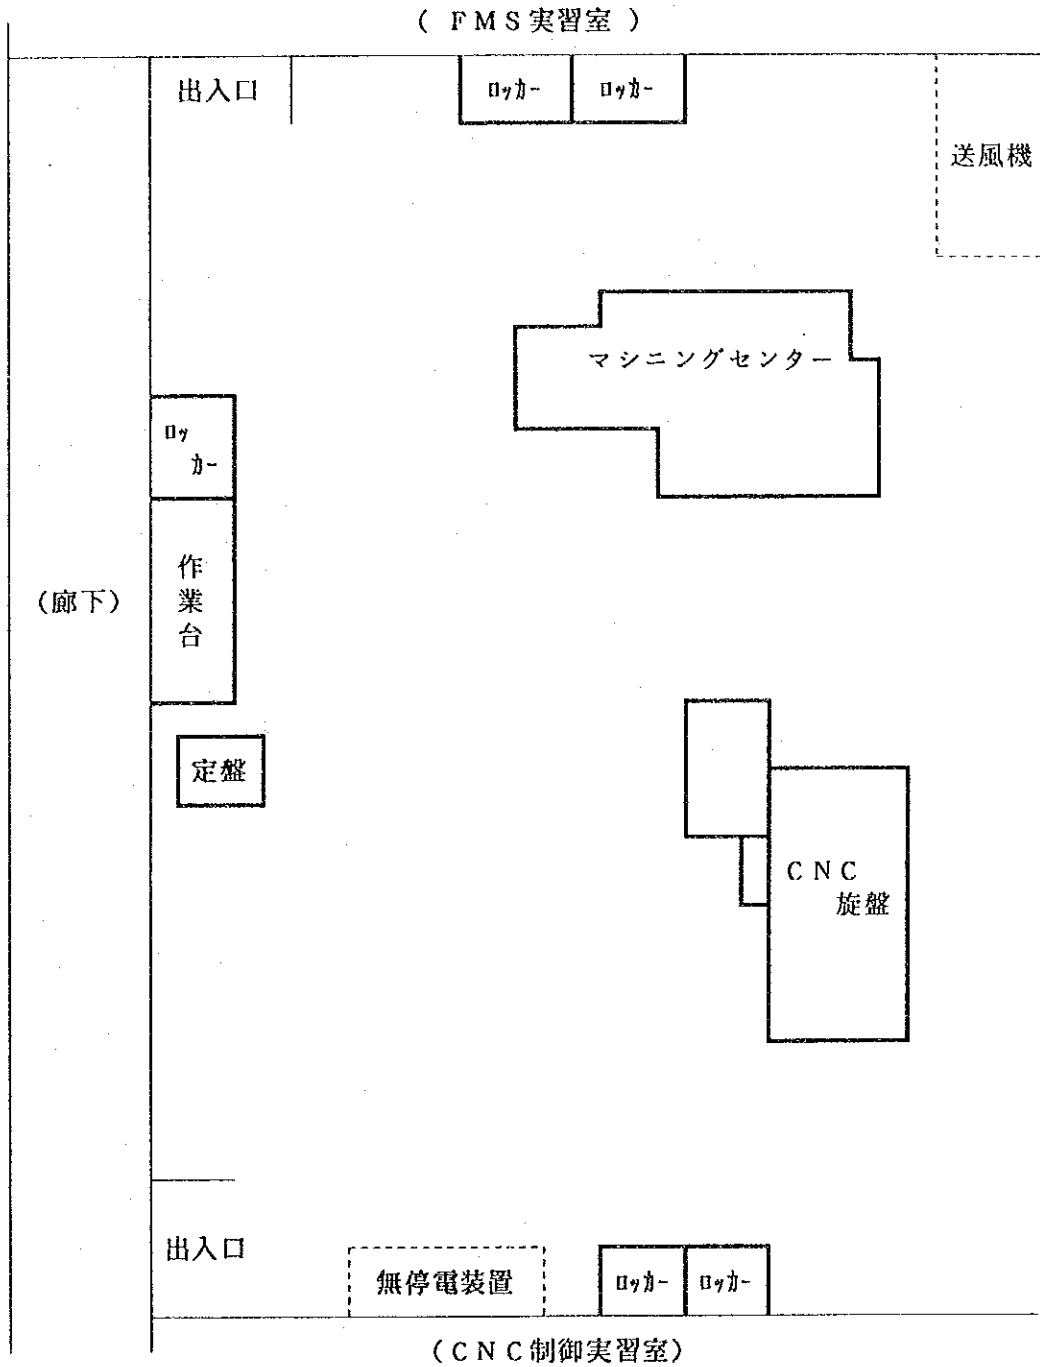 ( FMS実習室 )
出入口
ロッカー
ロッカー
送風機
マシニングセンター
ロッ
カー
作
業
台
(廊下)
定盤
CNC
旋盤
出入口
無停電装置
ロッカー
ロッカー
(CNC制御実習室)